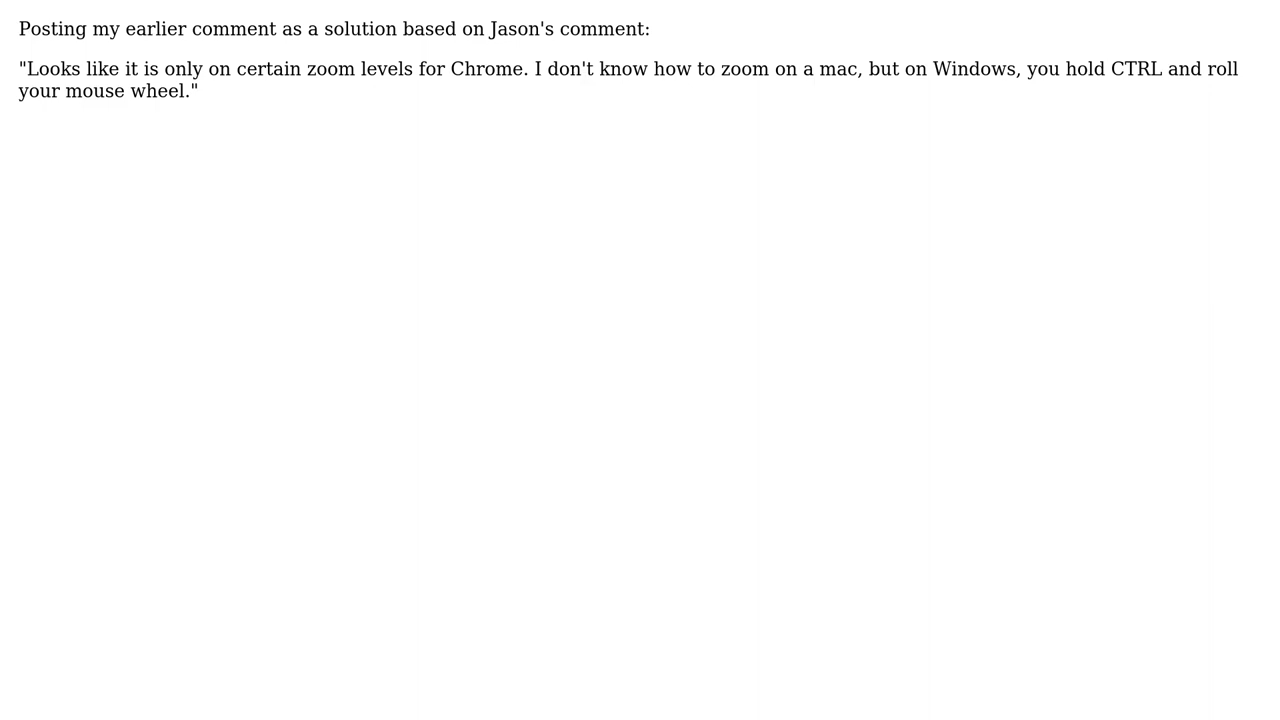 Posting my earlier comment as a solution based on Jason's comment:
"Looks like it is only on certain zoom levels for Chrome. I don't know how to zoom on a mac, but on Windows, you hold CTRL and roll
your mouse wheel."